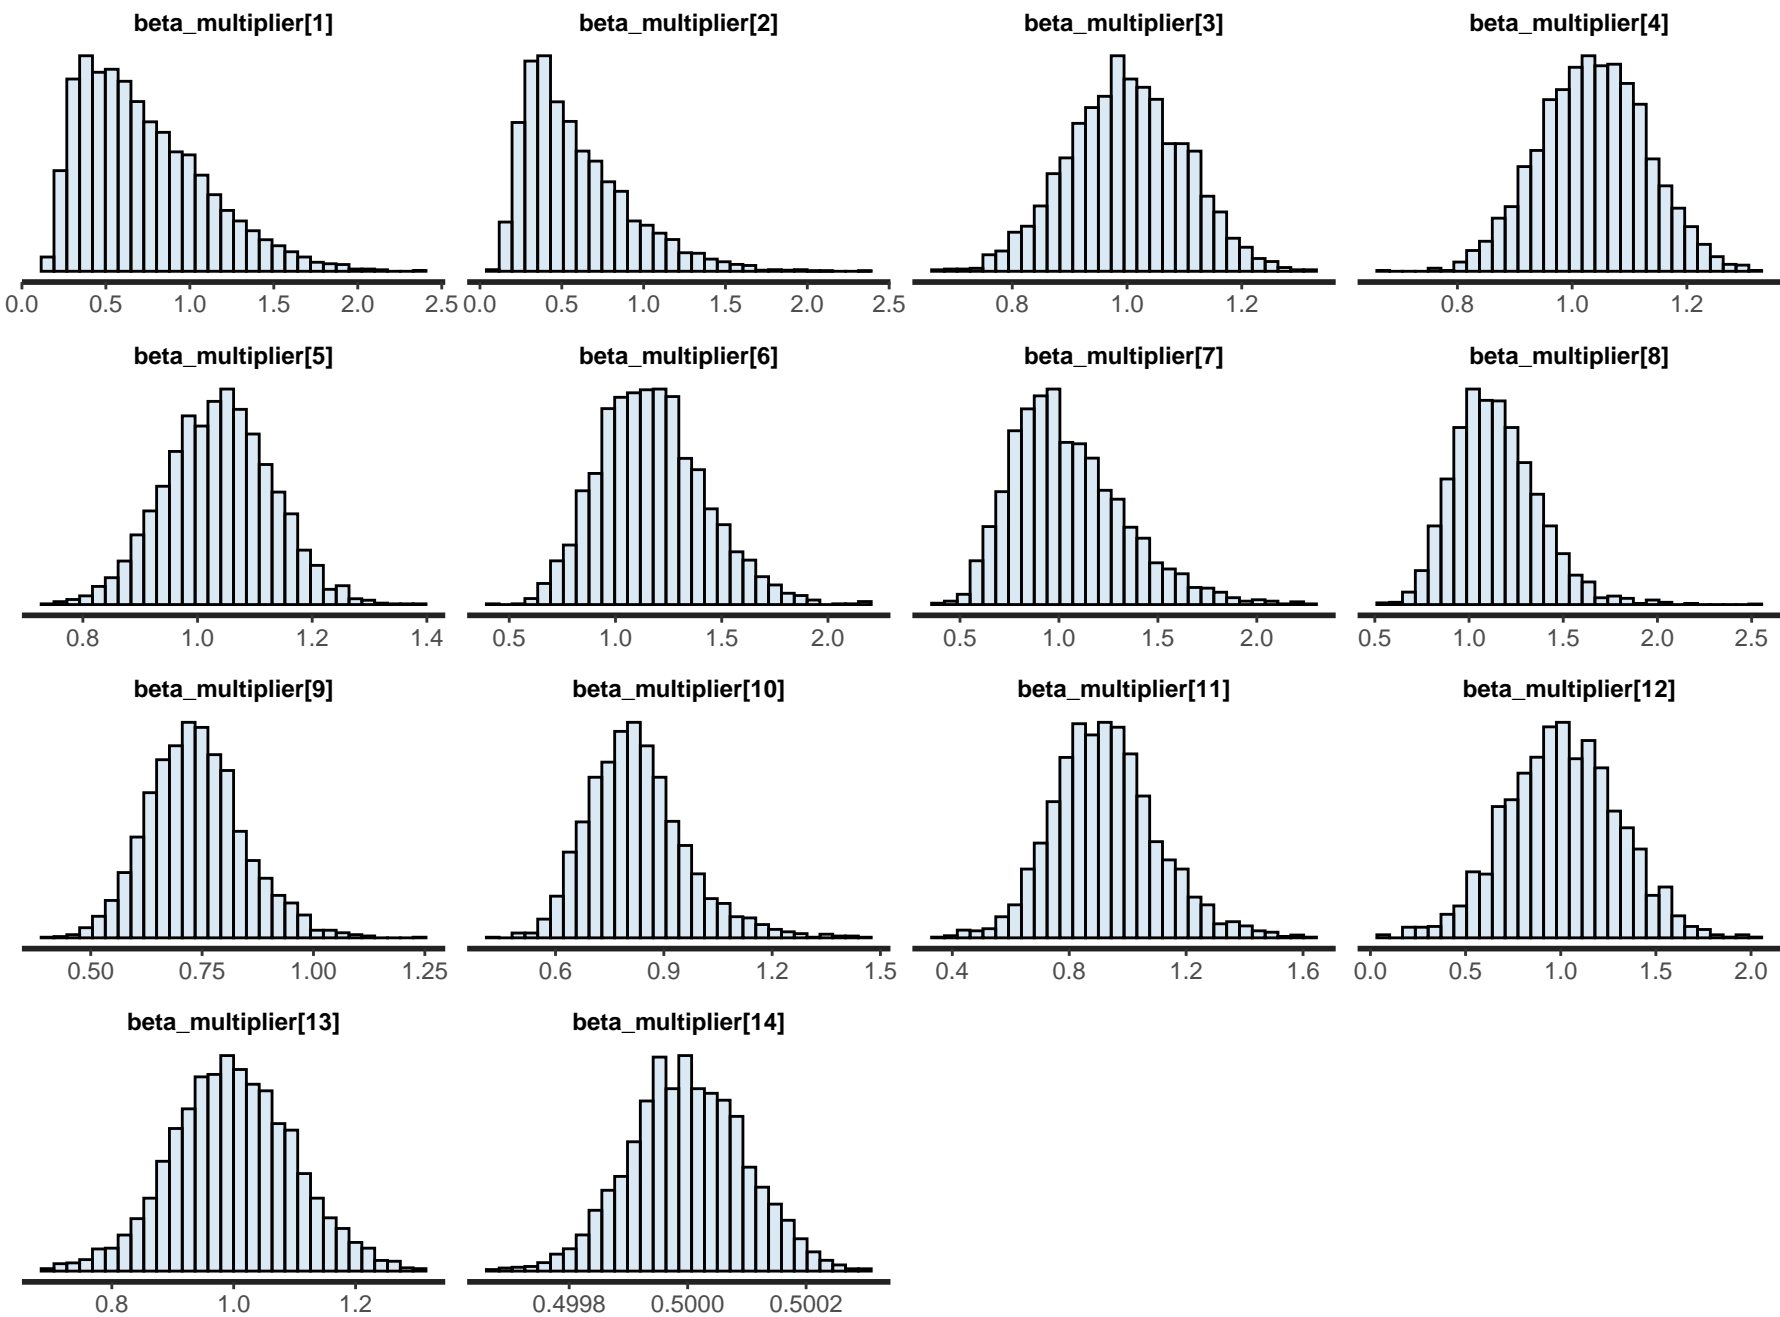 beta_multiplier[1] beta_multiplier[2] beta_multiplier[3] beta_multiplier[4]
0.0 0.5 1.0 1.5 2.0 2.5 0.0 0.5 1.0 1.5 2.0 2.5 0.8 1.0 1.2 0.8 1.0 1.2
beta_multiplier[5] beta_multiplier[6] beta_multiplier[7] beta_multiplier[8]
0.8 1.0 1.2 1.4 0.5 1.0 1.5 2.0 0.5 1.0 1.5 2.0 0.5 1.0 1.5 2.0 2.5
beta_multiplier[9] beta_multiplier[10] beta_multiplier[11] beta_multiplier[12]
0.50 0.75 1.00 1.25 0.6 0.9 1.2 1.5 0.4 0.8 1.2 1.6 0.0 0.5 1.0 1.5 2.0
beta_multiplier[13] beta_multiplier[14]
0.8 1.0 1.2 0.4998 0.5000 0.5002